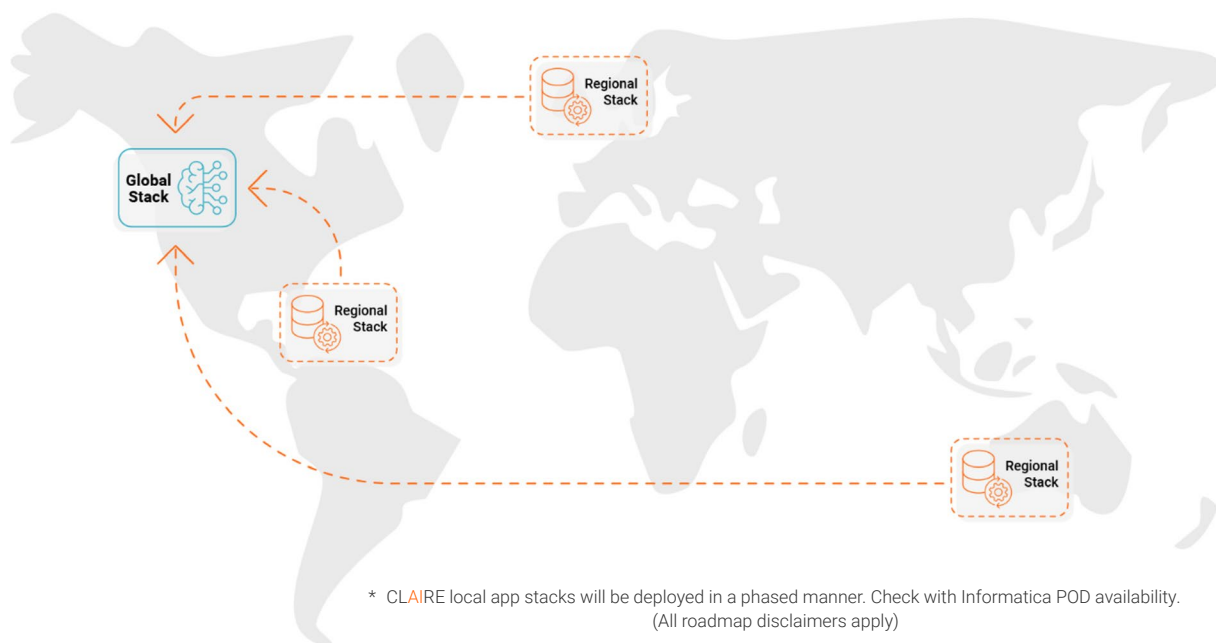 Regional
Stack
Global
Stack
Regional
Stack
Regional
Stack
* CLAIRE local app stacks will be deployed in a phased manner. Check with Informatica POD availability.
(All roadmap disclaimers apply)